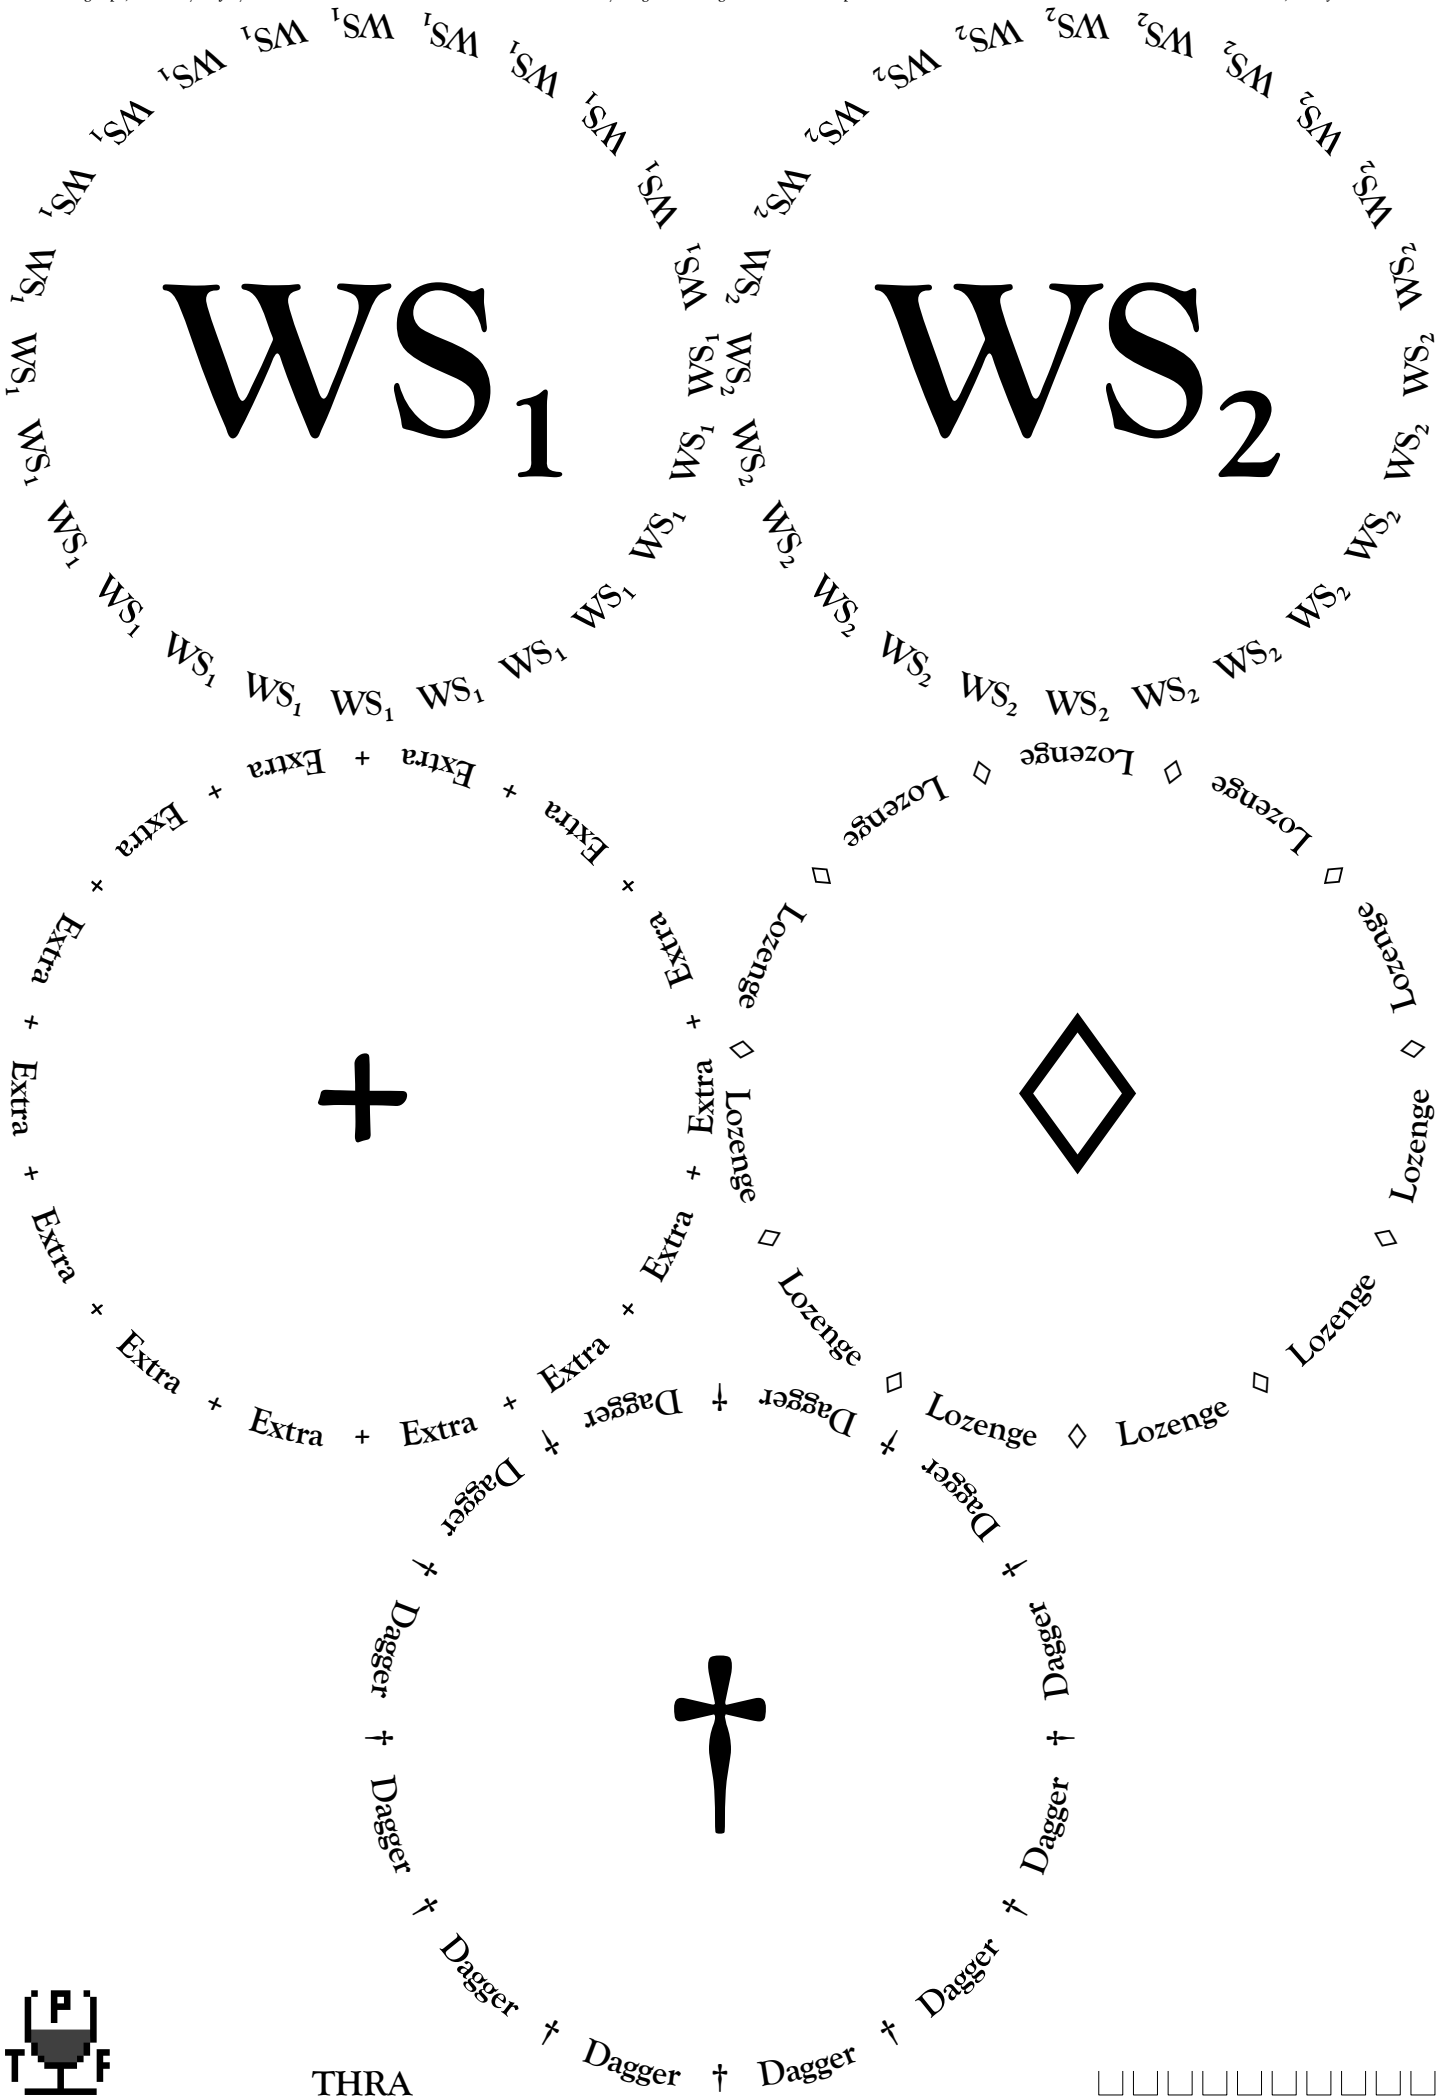 WS₁ WS₁ WS₁ WS₁ WS₁ WS₁ WS₁ WS₁ WS₁ WS₁ WS₁ WS₁ WS₁ WS₁ WS₁ WS₁ WS₁ WS₁ WS₁ WS₁ WS₁ WS₁ WS₁ WS₁
WS₁
WS₂ WS₂ WS₂ WS₂ WS₂ WS₂ WS₂ WS₂ WS₂ WS₂ WS₂ WS₂ WS₂ WS₂ WS₂ WS₂ WS₂ WS₂ WS₂ WS₂ WS₂ WS₂ WS₂ WS₂
WS₂
Extra + Extra + Extra + Extra + Extra + Extra + Extra + Extra + Extra + Extra + Extra + Extra + Extra + Extra +
+
Lozenge ◊ Lozenge ◊ Lozenge ◊ Lozenge ◊ Lozenge ◊ Lozenge ◊ Lozenge ◊ Lozenge ◊ Lozenge ◊ Lozenge ◊ Lozenge ◊
◊
Dagger † Dagger † Dagger † Dagger † Dagger † Dagger † Dagger † Dagger † Dagger † Dagger † Dagger † Dagger †
†
P
T F
THRA